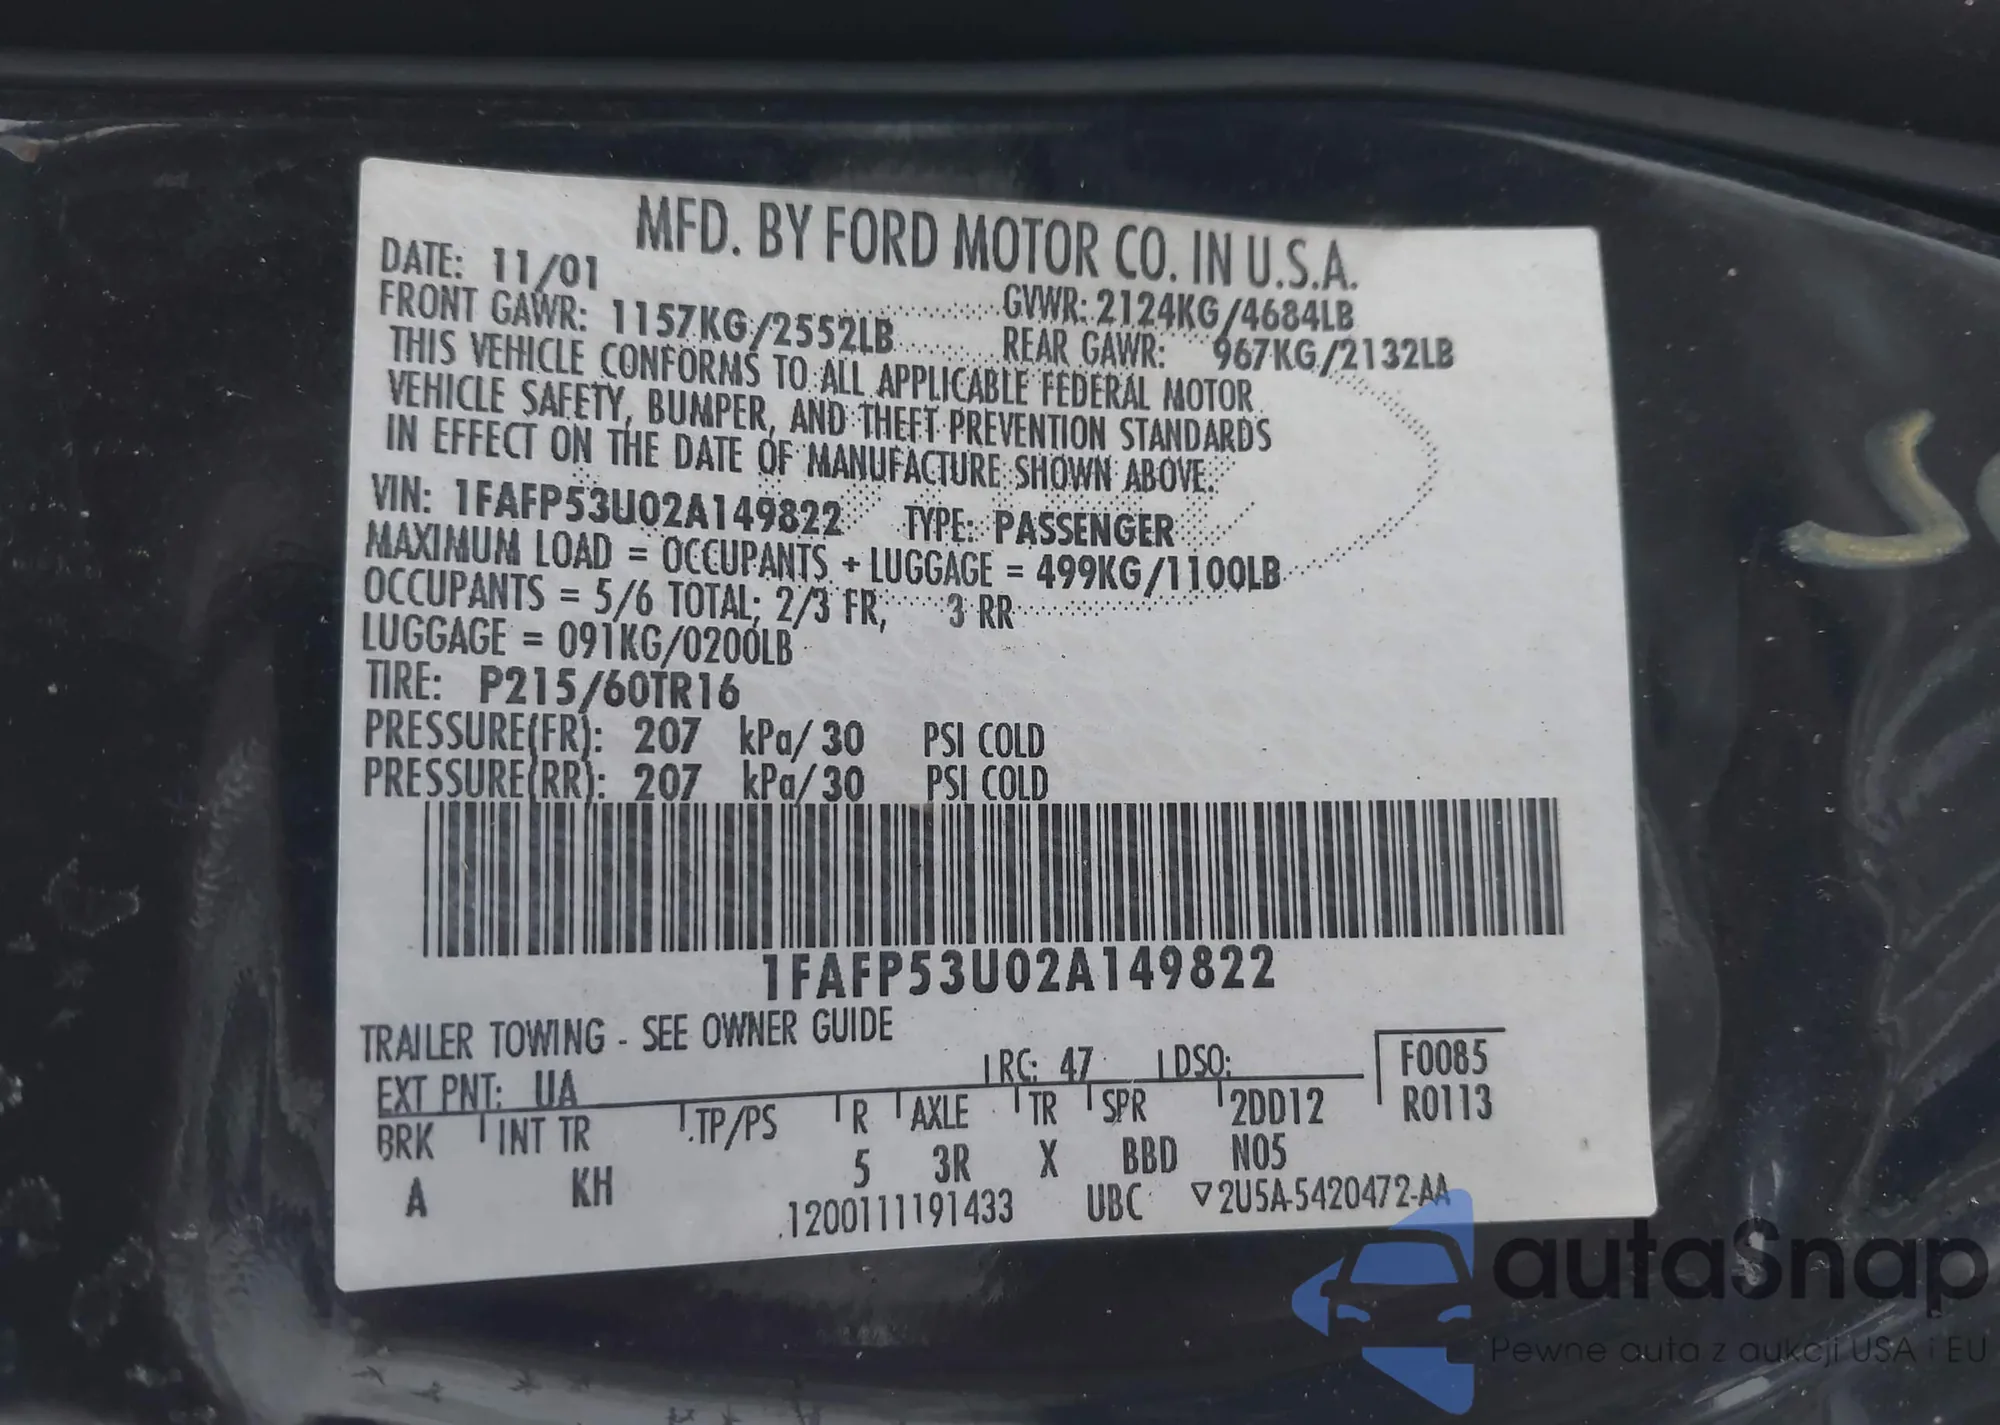 MFD. BY FORD MOTOR CO. IN U.S.A.
DATE: 11/01
GVWR: 2124KG/4684LB
FRONT GAWR: 1157KG/2552LB
REAR GAWR: 967KG/2132LB
THIS VEHICLE CONFORMS TO ALL APPLICABLE FEDERAL MOTOR
VEHICLE SAFETY, BUMPER, AND THEFT PREVENTION STANDARDS
IN EFFECT ON THE DATE OF MANUFACTURE SHOWN ABOVE.
VIN: 1FAFP53U02A149822 TYPE: PASSENGER
MAXIMUM LOAD = OCCUPANTS + LUGGAGE = 499KG/1100LB
OCCUPANTS = 5/6 TOTAL; 2/3 FR, 3 RR
LUGGAGE = 091KG/0200LB
TIRE: P215/60TR16
PRESSURE(FR): 207 kPa/30 PSI COLD
PRESSURE(RR): 207 kPa/30 PSI COLD
1FAFP53U02A149822
TRAILER TOWING - SEE OWNER GUIDE
EXT PNT: UA RC: 47 DSO: F0085
R0113
BRK INT TR TP/PS R AXLE TR SPR 2DD12
A KH 5 3R X BBD N05
1200111191433 UBC ▽2U5A-5420472-AA
autaSnap
Pewne auta z aukcji USA i EU